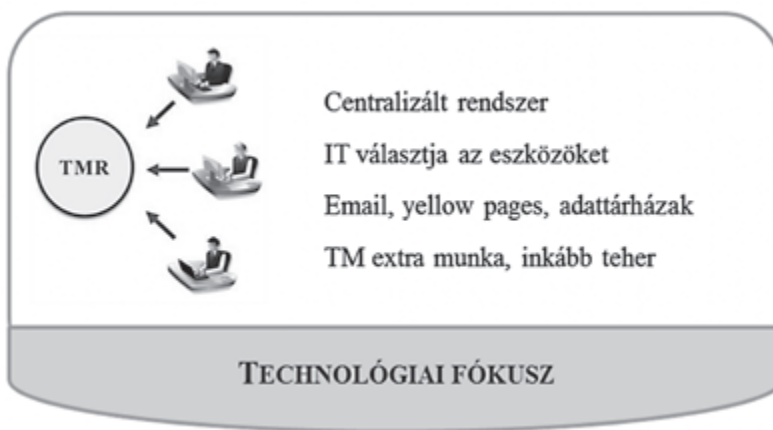 TMR
Centralizált rendszer
IT választja az eszközöket
Email, yellow pages, adattárházak
TM extra munka, inkább teher
TECHNOLÓGIAI FÓKUSZ